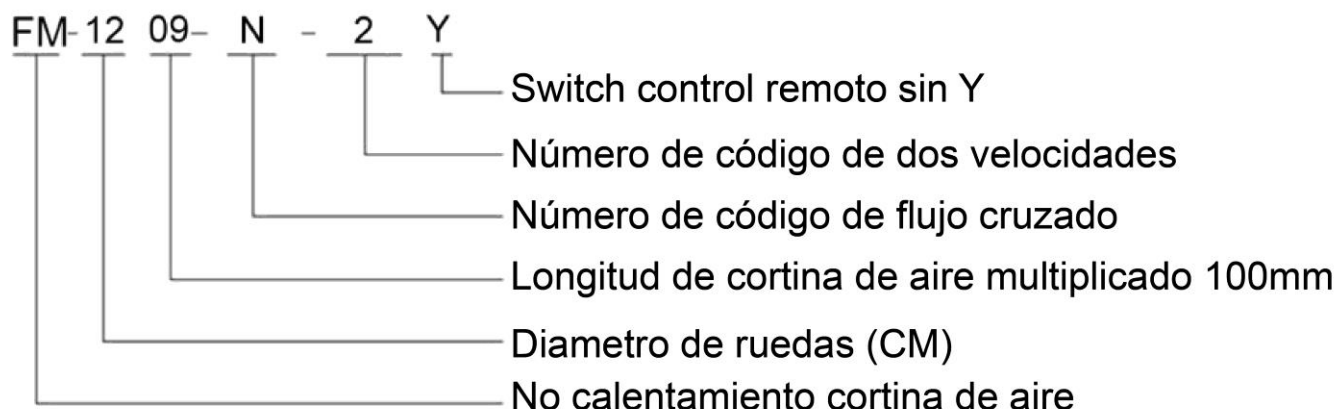 FM-12 09- N - 2 Y
Switch control remoto sin Y
Número de código de dos velocidades
Número de código de flujo cruzado
Longitud de cortina de aire multiplicado 100mm
Diametro de ruedas (CM)
No calentamiento cortina de aire